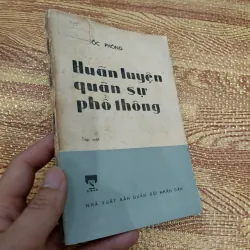 QUỐC PHÒNG
Huấn luyện
quân sự
phổ thông
NHÀ XUẤT BẢN QUÂN ĐỘI NHÂN DÂN